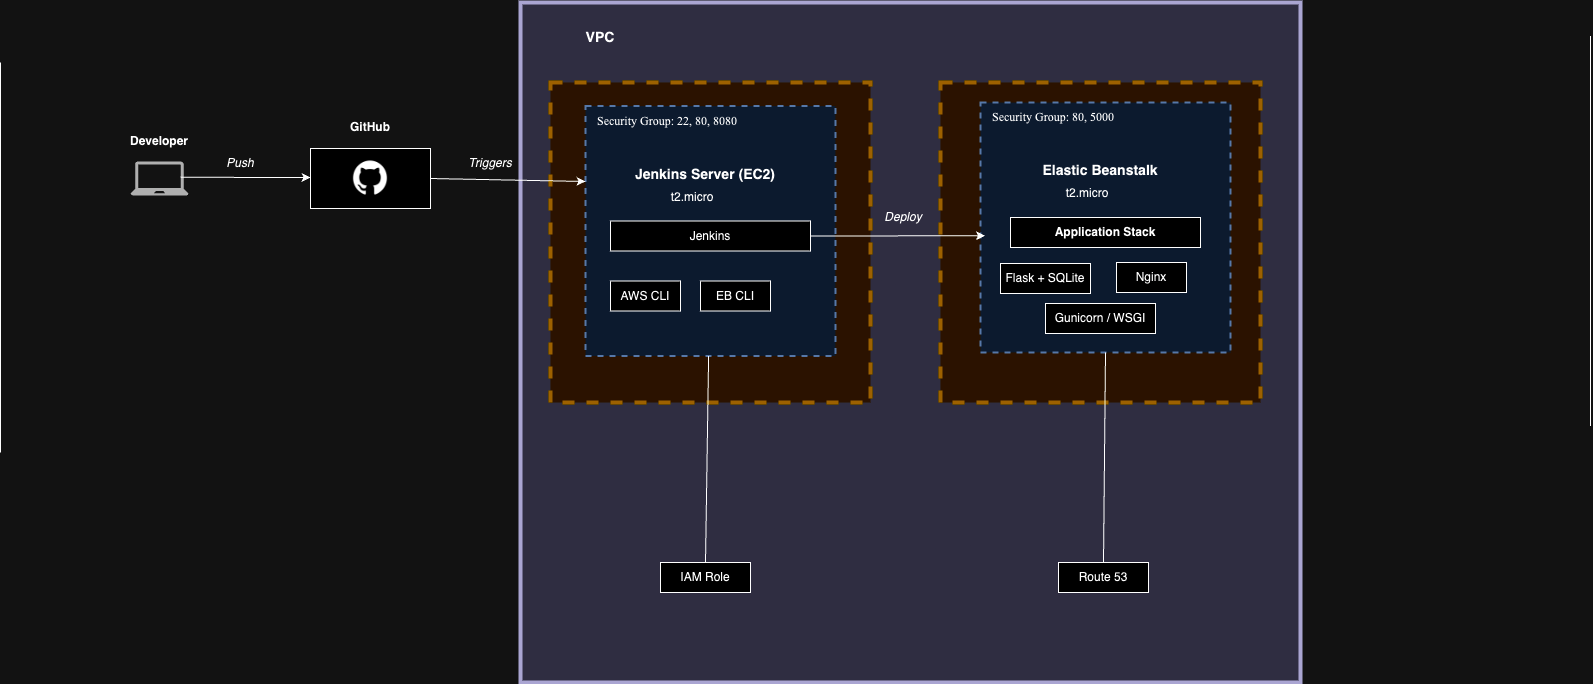 VPC
Developer
Push
GitHub
Triggers
Security Group: 22, 80, 8080
Jenkins Server (EC2)
t2.micro
Jenkins
AWS CLI
EB CLI
Deploy
Security Group: 80, 5000
Elastic Beanstalk
t2.micro
Application Stack
Flask + SQLite
Nginx
Gunicorn / WSGI
IAM Role
Route 53